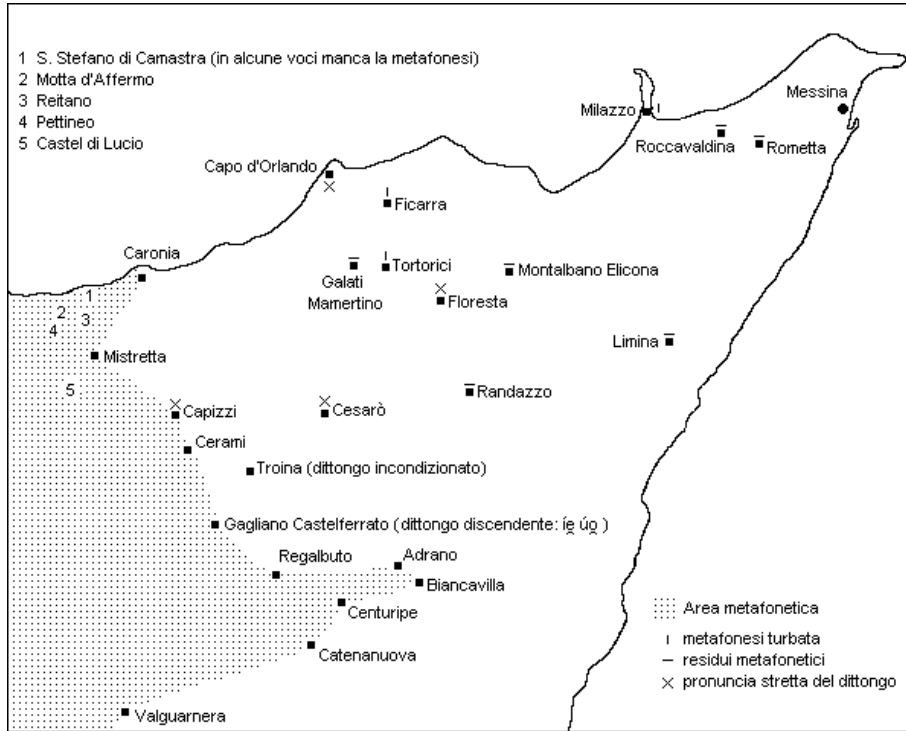 1 S. Stefano di Camastra (in alcune voci manca la metafonesi)
2 Motta d'Affermo
3 Reitano
4 Pettineo
5 Castel di Lucio
Messina
Milazzo
Roccavaldina
Rometta
Capo d'Orlando
Ficarra
Caronia
Tortorici
Galati
Mamertino
Montalbano Elicona
Floresta
1
2
3
4
Limina
Mistretta
5
Randazzo
Capizzi
Cesarò
Cerami
Troina (dittongo incondizionato)
Gagliano Castelferrato (dittongo discendente: íe̯ úo̯ )
Regalbuto
Adrano
Biancavilla
Centuripe
Catenanuova
Valguarnera
Area metafonetica
metafonesi turbata
residui metafonetici
pronuncia stretta del dittongo